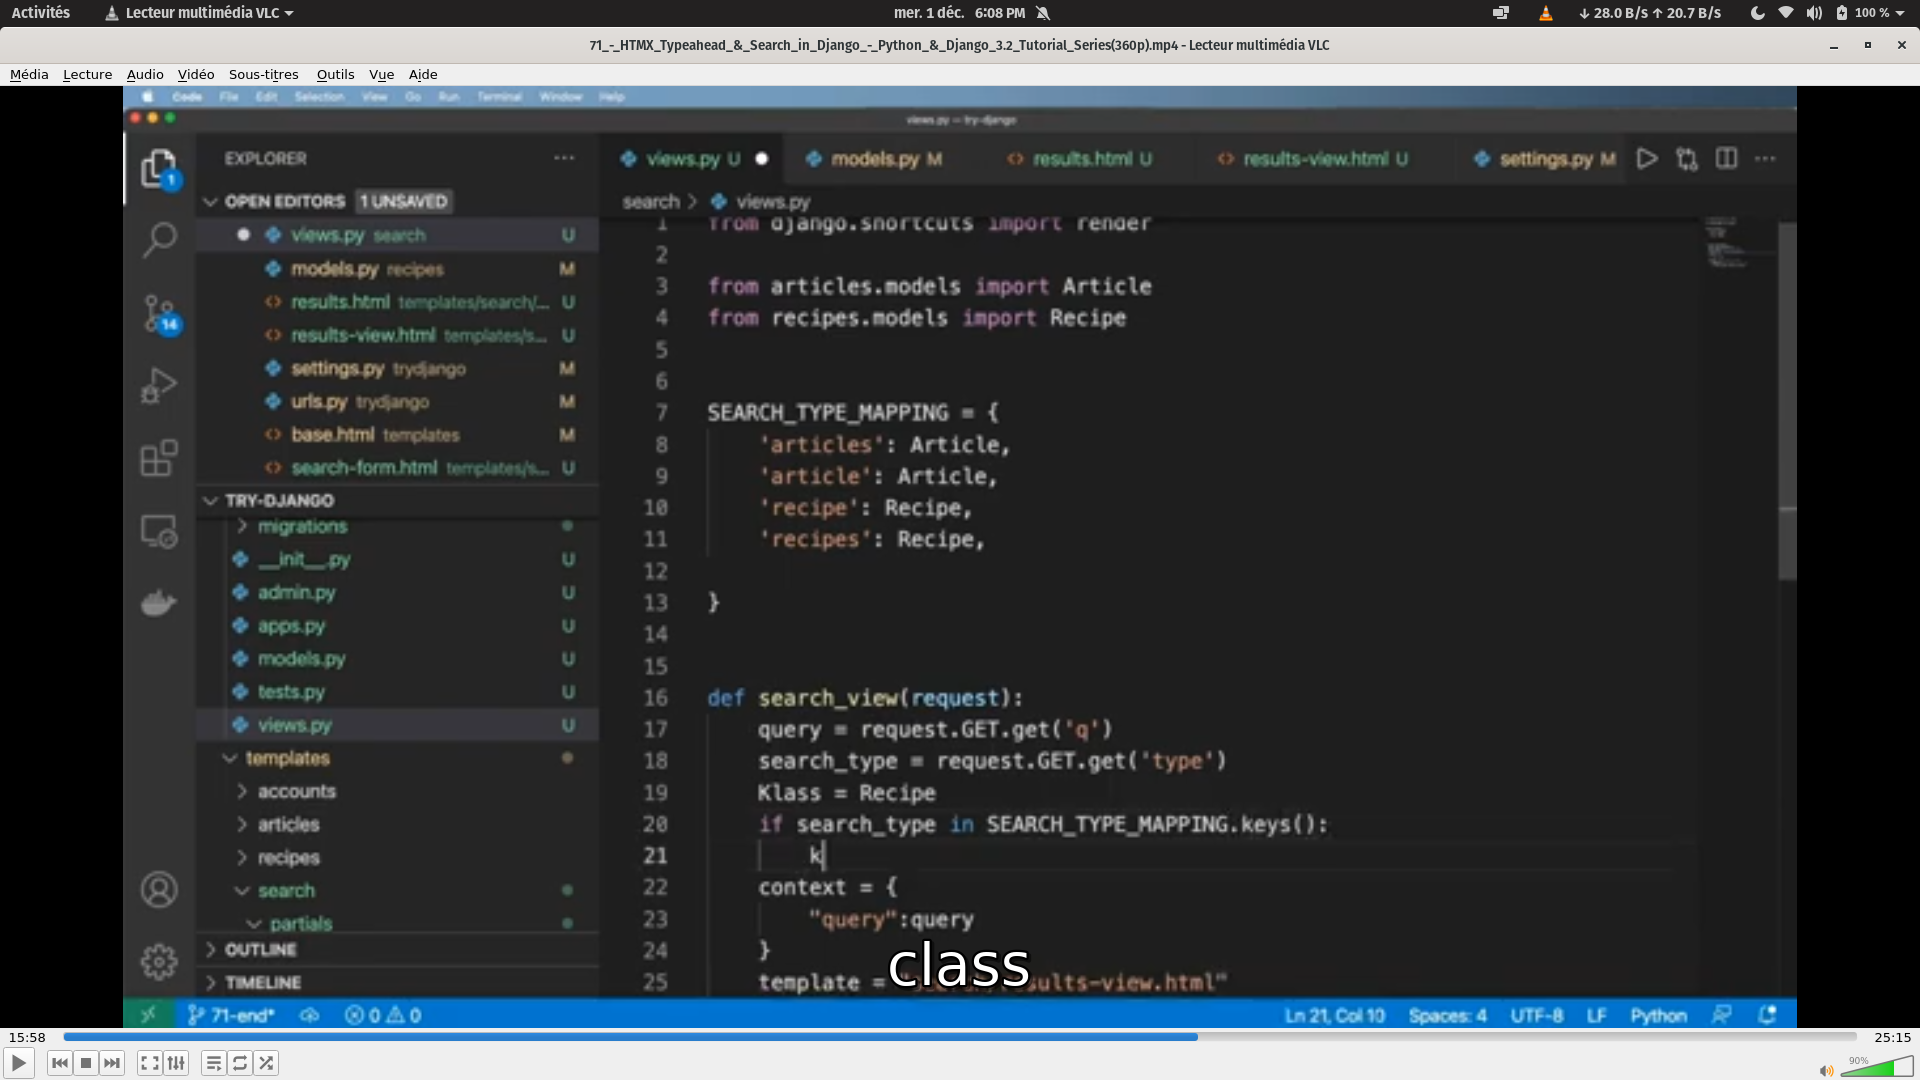 Activités Lecteur multimédia VLC mer. 1 déc. 6:08 PM ↓ 28.0 B/s ↑ 20.7 B/s 100 %
71_-_HTMX_Typeahead_&_Search_in_Django_-_Python_&_Django_3.2_Tutorial_Series(360p).mp4 - Lecteur multimédia VLC
Média Lecture Audio Vidéo Sous-titres Outils Vue Aide
Code File Edit Selection View Go Run Terminal Window Help
views.py — try-django
EXPLORER ...
views.py U models.py M results.html U results-view.html U settings.py M ...
OPEN EDITORS 1 UNSAVED
search > views.py
views.py search U
models.py recipes M
results.html templates/search/... U
results-view.html templates/s... U
settings.py trydjango M
urls.py trydjango M
base.html templates M
search-form.html templates/s... U
TRY-DJANGO
migrations
__init__.py U
admin.py U
apps.py U
models.py U
tests.py U
views.py U
templates
accounts
articles
recipes
search
partials
OUTLINE
TIMELINE
1
14
1 from django.shortcuts import render
2
3 from articles.models import Article
4 from recipes.models import Recipe
5
6
7 SEARCH_TYPE_MAPPING = {
8 'articles': Article,
9 'article': Article,
10 'recipe': Recipe,
11 'recipes': Recipe,
12
13 }
14
15
16 def search_view(request):
17 query = request.GET.get('q')
18 search_type = request.GET.get('type')
19 Klass = Recipe
20 if search_type in SEARCH_TYPE_MAPPING.keys():
21 k
22 context = {
23 "query":query
24 }
25 template = results-view.html"
class
71-end* 0 0 Ln 21, Col 10 Spaces: 4 UTF-8 LF Python
15:58 25:15
90%